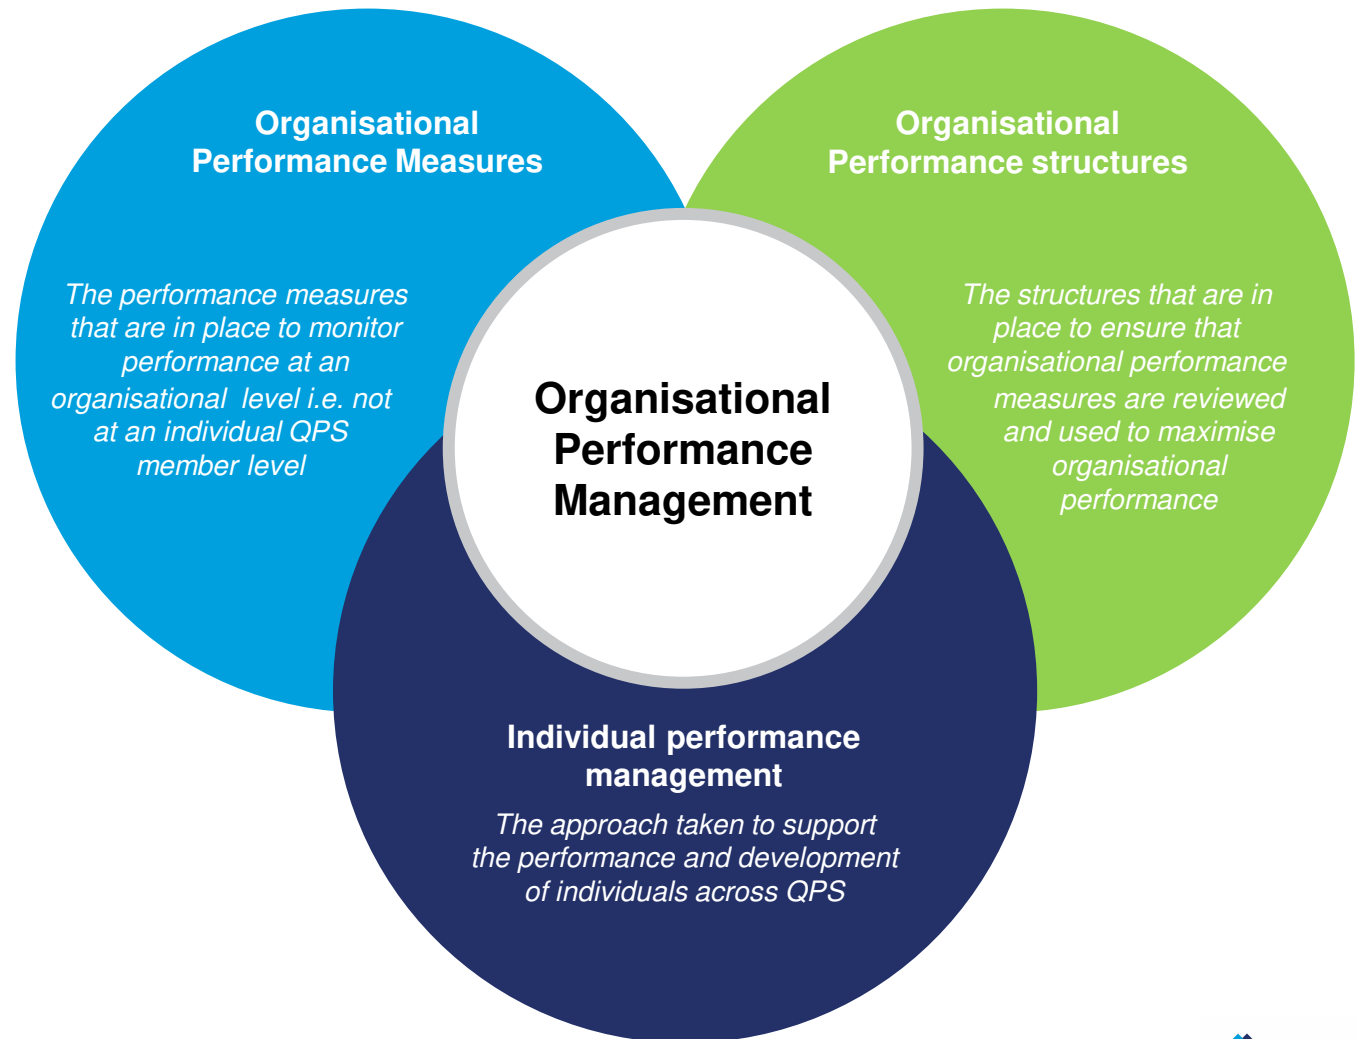 Organisational
Performance Measures
The performance measures
that are in place to monitor
performance at an
organisational level i.e. not
at an individual QPS
member level
Organisational
Performance structures
The structures that are in
place to ensure that
organisational performance
measures are reviewed
and used to maximise
organisational
performance
Organisational
Performance
Management
Individual performance
management
The approach taken to support
the performance and development
of individuals across QPS